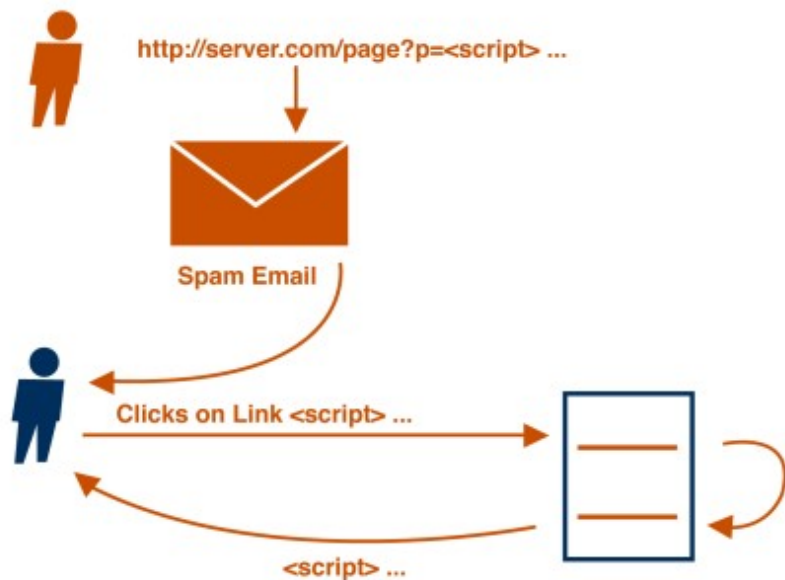 http://server.com/page?p=<script> ...
Spam Email
Clicks on Link <script> ...
<script> ...